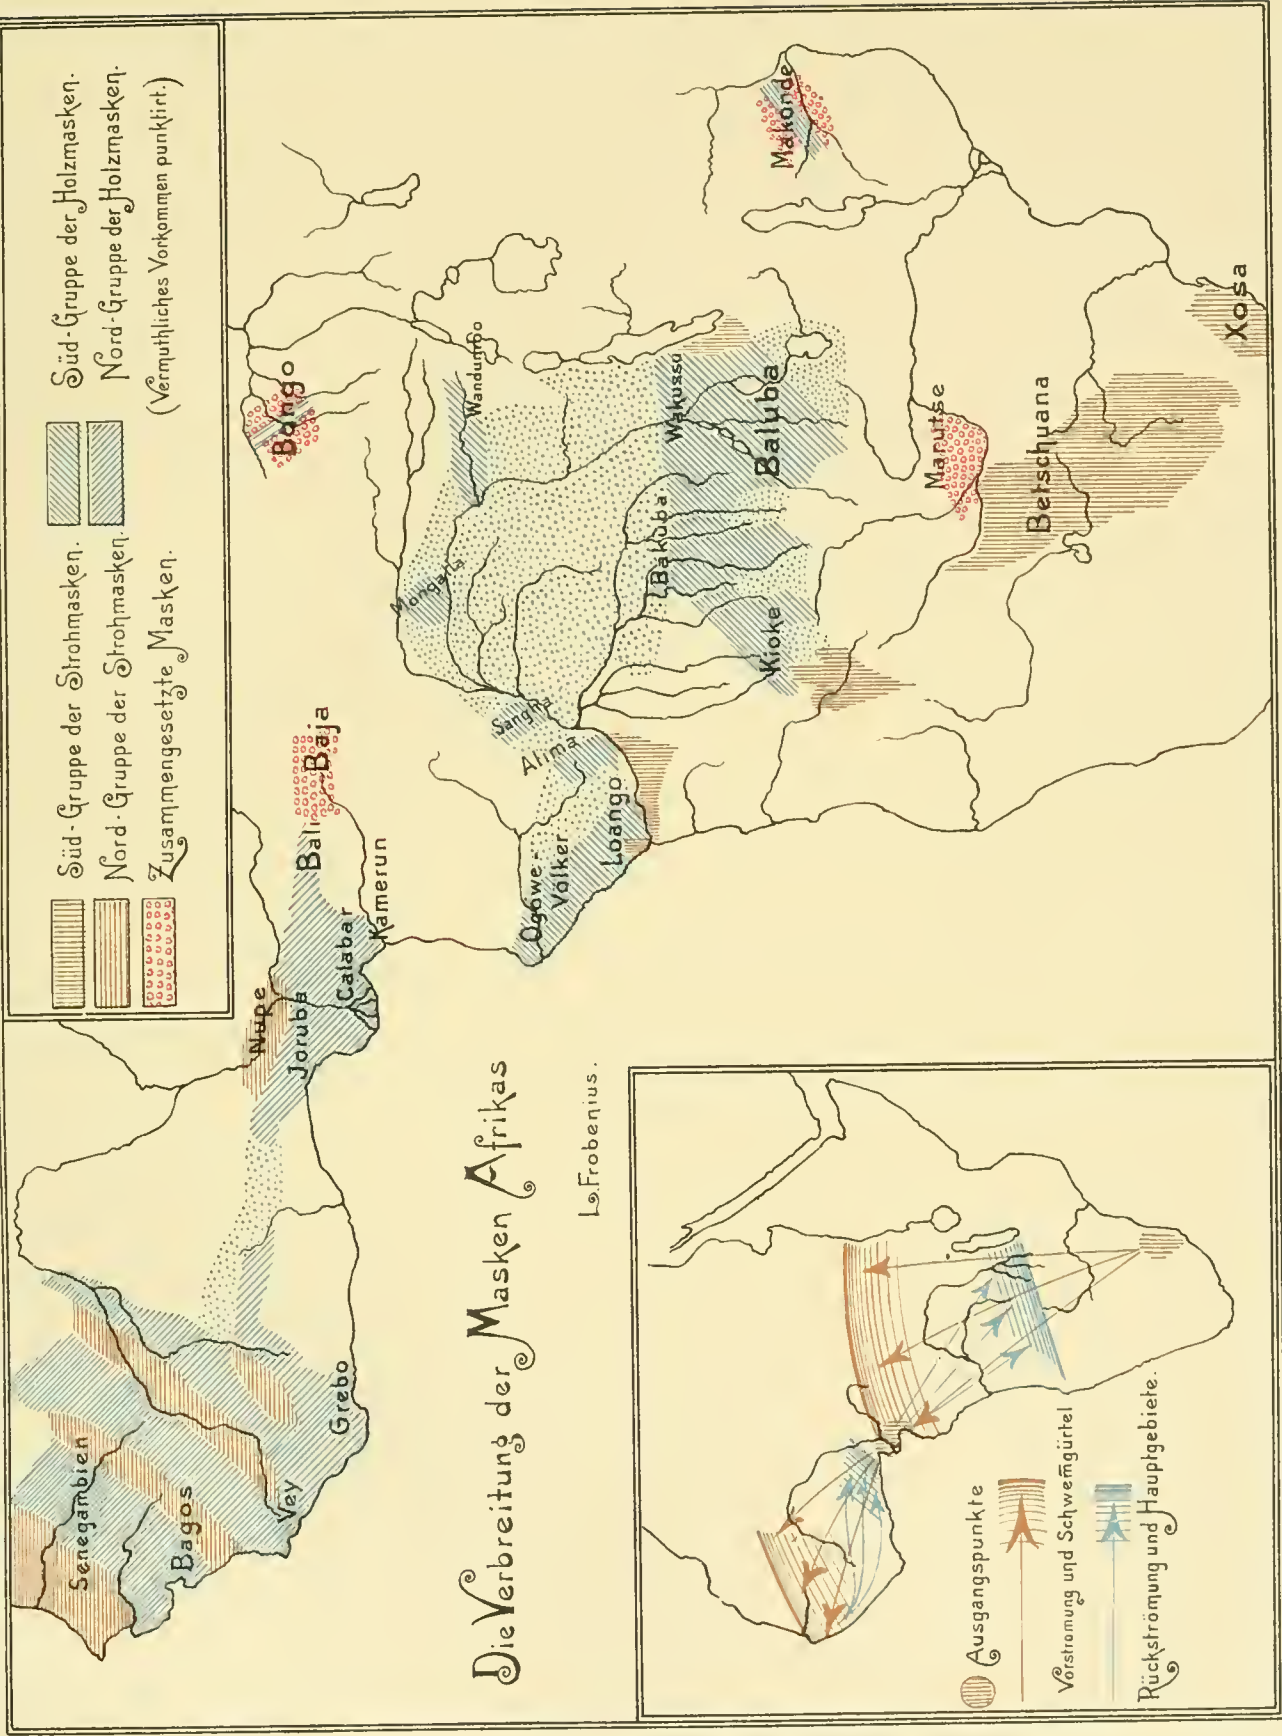 Süd-Gruppe der Strohmasken.
Nord-Gruppe der Strohmasken.
Zusammengesetzte Masken.
Süd-Gruppe der Holzmasken.
Nord-Gruppe der Holzmasken.
(Vermuthliches Vorkommen punktirt.)
Senegambien
Bagos
Vey
Grebo
Nupe
Joruba
Calabar
Kamerun
Bali
Baja
Bongo
Ogowe-
Völker
Loango
Alima
Sangha
Mongalla
Wandumbo
Wakussu
Bakuba
Baluba
Kioke
Makonde
Marutse
Betschuana
Xosa
Die Verbreitung der Masken Afrikas
L. Frobenius.
Ausgangspunkte
Vorströmung und Schwemgürtel
Rückströmung und Hauptgebiete.